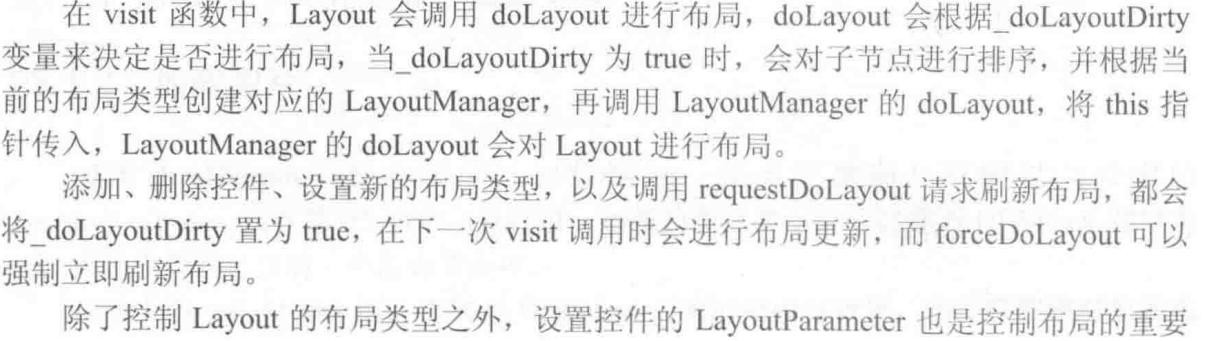 在 visit 函数中，Layout 会调用 doLayout 进行布局，doLayout 会根据_doLayoutDirty
变量来决定是否进行布局，当_doLayoutDirty 为 true 时，会对子节点进行排序，并根据当
前的布局类型创建对应的 LayoutManager，再调用 LayoutManager 的 doLayout，将 this 指
针传入，LayoutManager 的 doLayout 会对 Layout 进行布局。
添加、删除控件、设置新的布局类型，以及调用 requestDoLayout 请求刷新布局，都会
将_doLayoutDirty 置为 true，在下一次 visit 调用时会进行布局更新，而 forceDoLayout 可以
强制立即刷新布局。
除了控制 Layout 的布局类型之外，设置控件的 LayoutParameter 也是控制布局的重要